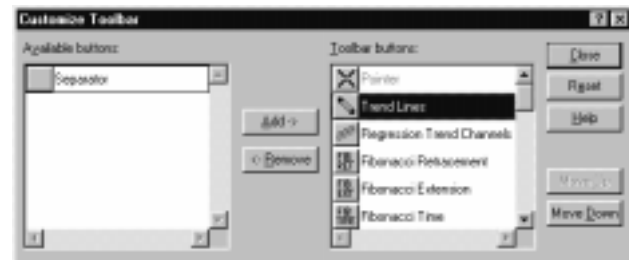 Customize Toolbar
Available buttons:
Separator
Add ->
<- Remove
Toolbar buttons:
Pointer
Trend Lines
Regression Trend Channels
Fibonacci Retracement
Fibonacci Extension
Fibonacci Time
Close
Reset
Help
Move Up
Move Down